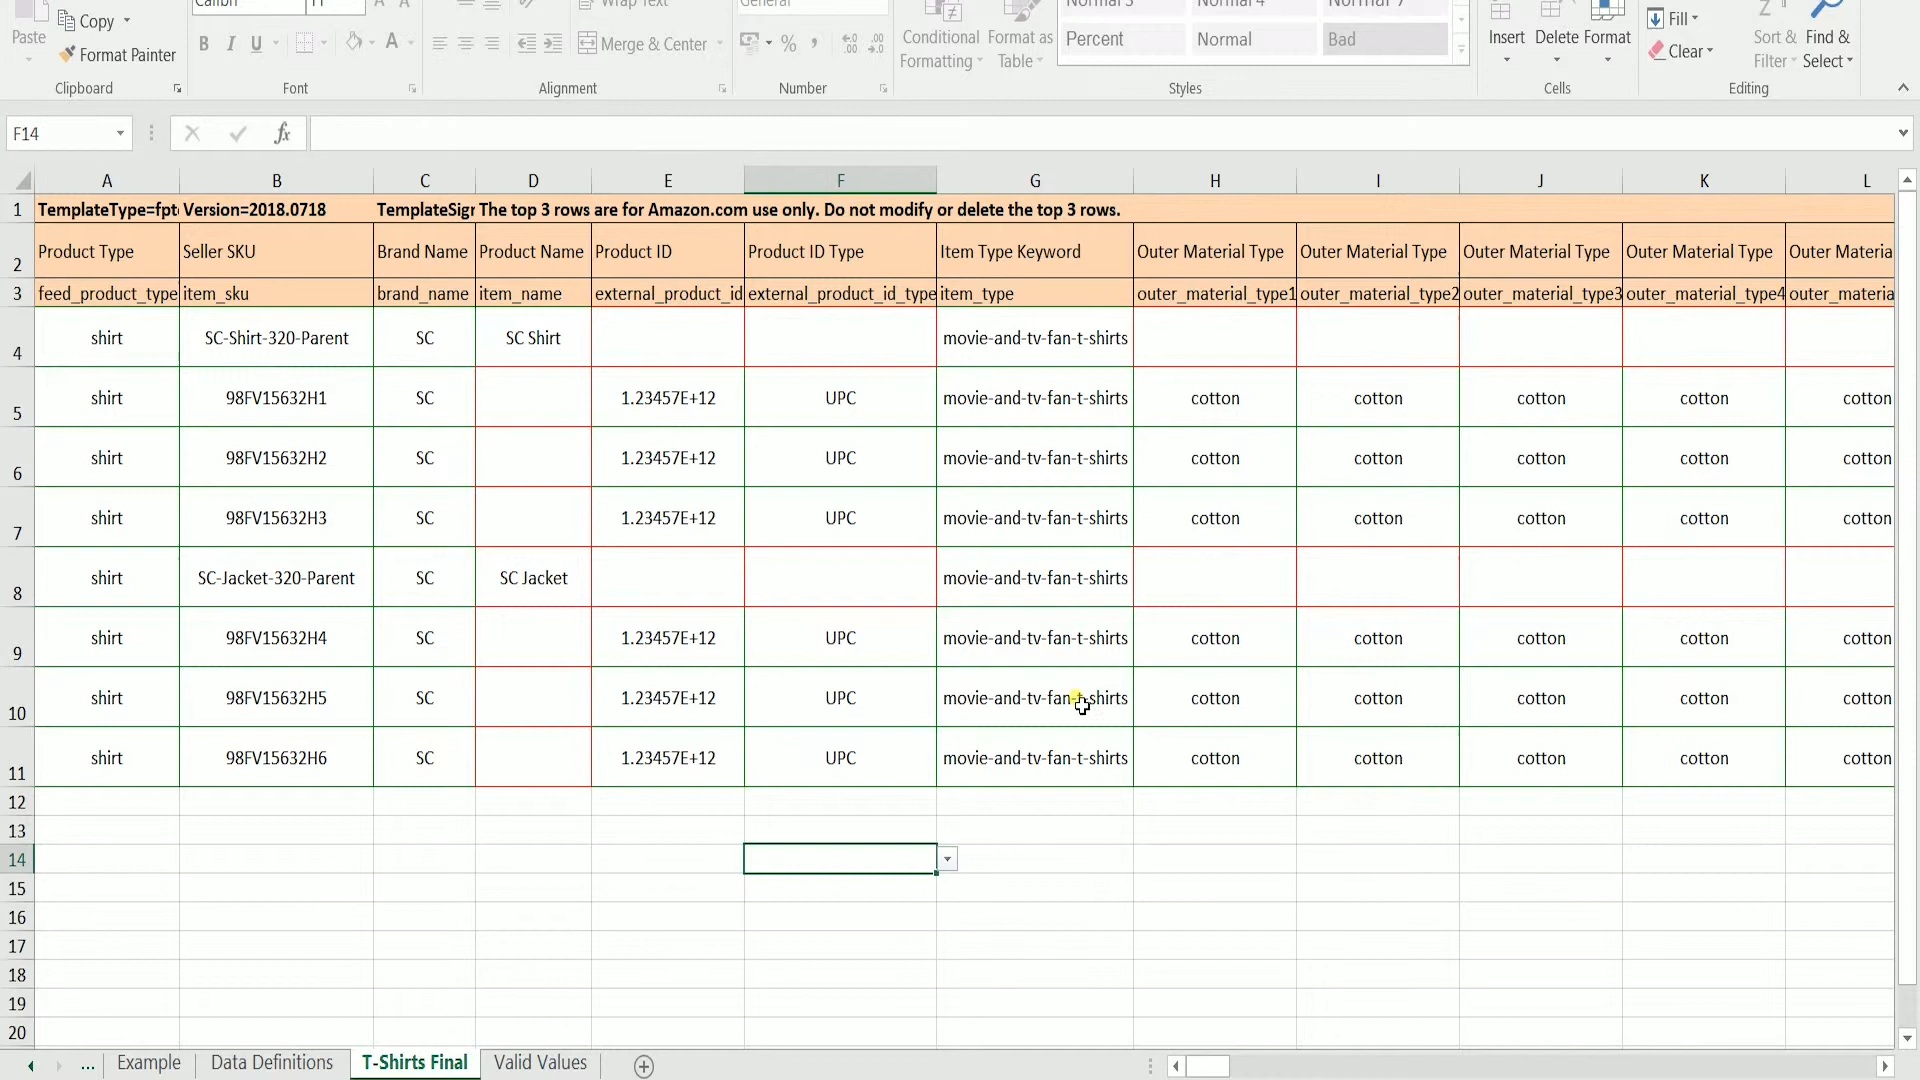 Calibri 11 A A Wrap Text General Normal 3 Normal 4 Normal 7
Paste Copy Format Painter B I U A Merge & Center % , Conditional Formatting Format as Table Percent Normal Bad Insert Delete Format Fill Clear Sort & Filter Find & Select
Clipboard Font Alignment Number Styles Cells Editing
F14 fx
A B C D E F G H I J K L
1 TemplateType=fpt Version=2018.0718 TemplateSigr The top 3 rows are for Amazon.com use only. Do not modify or delete the top 3 rows.
2 Product Type Seller SKU Brand Name Product Name Product ID Product ID Type Item Type Keyword Outer Material Type Outer Material Type Outer Material Type Outer Material Type Outer Materia
3 feed_product_type item_sku brand_name item_name external_product_id external_product_id_type item_type outer_material_type1 outer_material_type2 outer_material_type3 outer_material_type4 outer_materia
4 shirt SC-Shirt-320-Parent SC SC Shirt movie-and-tv-fan-t-shirts
5 shirt 98FV15632H1 SC 1.23457E+12 UPC movie-and-tv-fan-t-shirts cotton cotton cotton cotton cotton
6 shirt 98FV15632H2 SC 1.23457E+12 UPC movie-and-tv-fan-t-shirts cotton cotton cotton cotton cotton
7 shirt 98FV15632H3 SC 1.23457E+12 UPC movie-and-tv-fan-t-shirts cotton cotton cotton cotton cotton
8 shirt SC-Jacket-320-Parent SC SC Jacket movie-and-tv-fan-t-shirts
9 shirt 98FV15632H4 SC 1.23457E+12 UPC movie-and-tv-fan-t-shirts cotton cotton cotton cotton cotton
10 shirt 98FV15632H5 SC 1.23457E+12 UPC movie-and-tv-fan-t-shirts cotton cotton cotton cotton cotton
11 shirt 98FV15632H6 SC 1.23457E+12 UPC movie-and-tv-fan-t-shirts cotton cotton cotton cotton cotton
12
13
14
15
16
17
18
19
20
... Example Data Definitions T-Shirts Final Valid Values